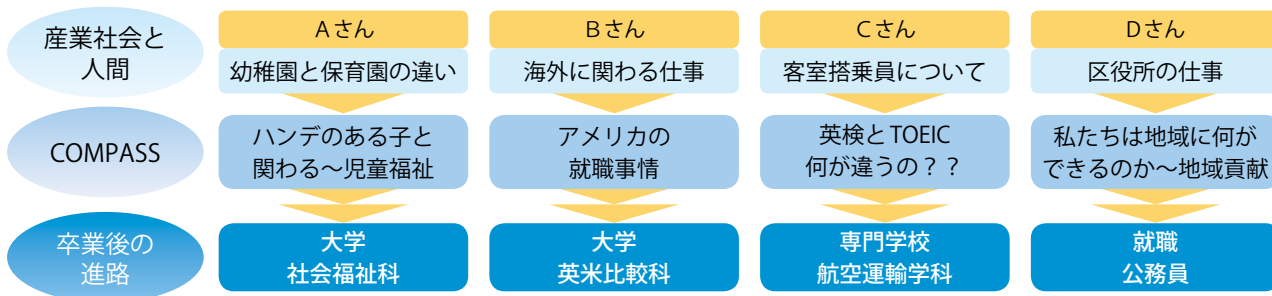 産業社会と
人間
Aさん
Bさん
Cさん
Dさん
幼稚園と保育園の違い
海外に関わる仕事
客室搭乗員について
区役所の仕事
COMPASS
ハンデのある子と
関わる～児童福祉
アメリカの
就職事情
英検とTOEIC
何が違うの？？
私たちは地域に何が
できるのか～地域貢献
卒業後の
進路
大学
社会福祉科
大学
英米比較科
専門学校
航空運輸学科
就職
公務員